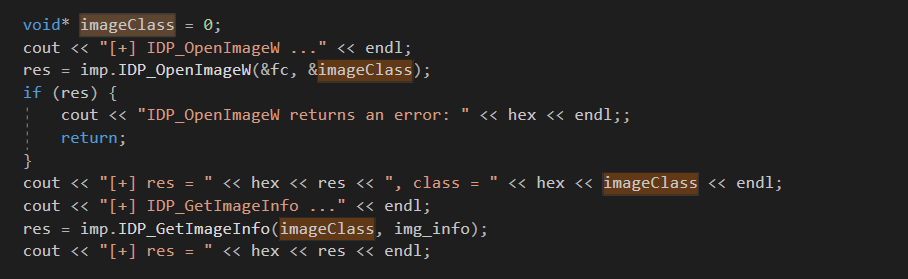 void* imageClass = 0;
cout << "[+] IDP_OpenImageW ..." << endl;
res = imp.IDP_OpenImageW(&fc, &imageClass);
if (res) {
    cout << "IDP_OpenImageW returns an error: " << hex << endl;;
    return;
}
cout << "[+] res = " << hex << res << ", class = " << hex << imageClass << endl;
cout << "[+] IDP_GetImageInfo ..." << endl;
res = imp.IDP_GetImageInfo(imageClass, img_info);
cout << "[+] res = " << hex << res << endl;